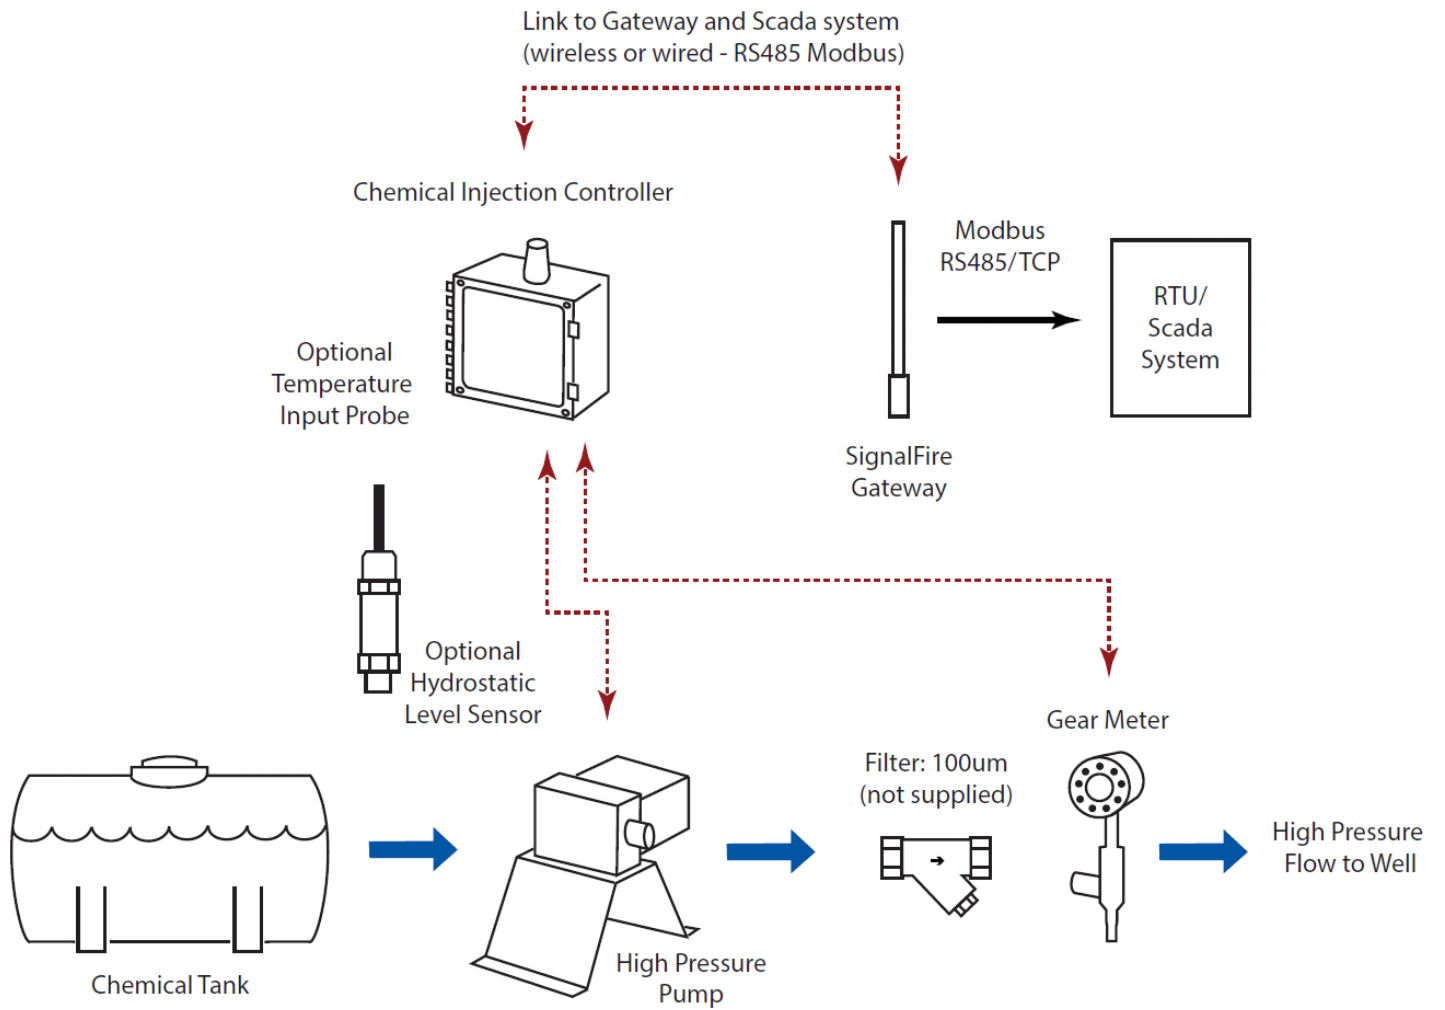 Link to Gateway and Scada system
(wireless or wired - RS485 Modbus)
Chemical Injection Controller
Modbus
RS485/TCP
RTU/
Scada
System
Optional
Temperature
Input Probe
SignalFire
Gateway
Optional
Hydrostatic
Level Sensor
Gear Meter
Filter: 100um
(not supplied)
High Pressure
Flow to Well
High Pressure
Pump
Chemical Tank